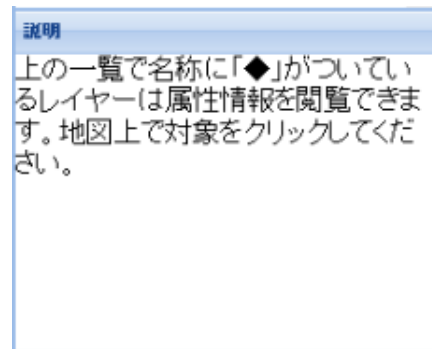 説明
上の一覧で名称に「◆」がついてい
るレイヤーは属性情報を閲覧できま
す。地図上で対象をクリックしてくだ
さい。